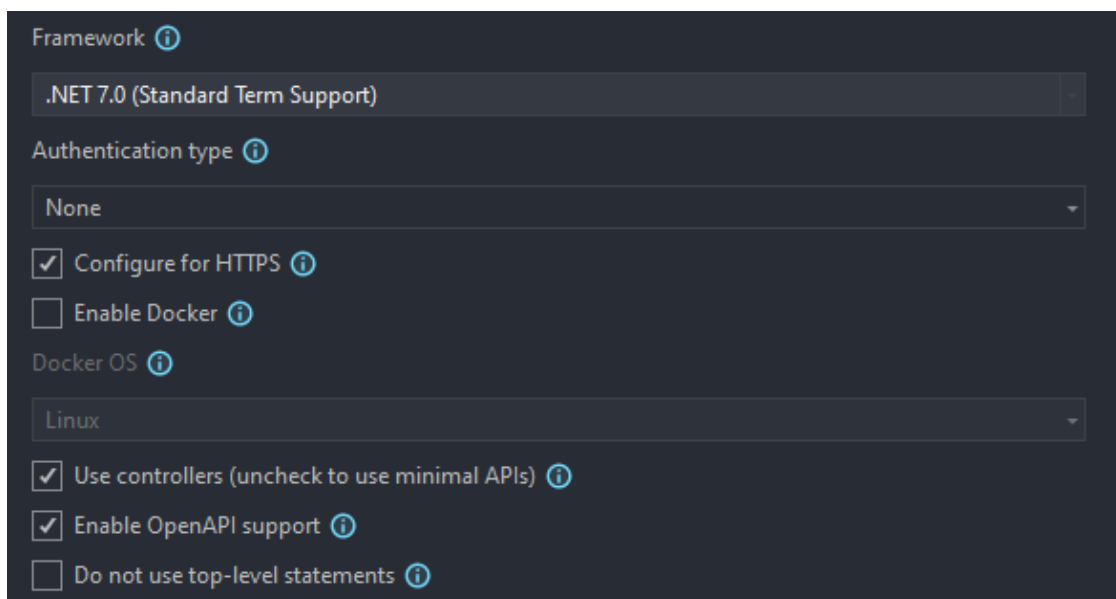 Framework
.NET 7.0 (Standard Term Support)
Authentication type
None
Configure for HTTPS
Enable Docker
Docker OS
Linux
Use controllers (uncheck to use minimal APIs)
Enable OpenAPI support
Do not use top-level statements